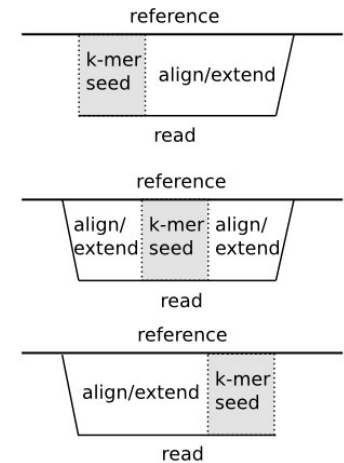 reference
k-mer
seed
align/extend
read
reference
align/
extend
k-mer
seed
align/
extend
read
reference
align/extend
k-mer
seed
read